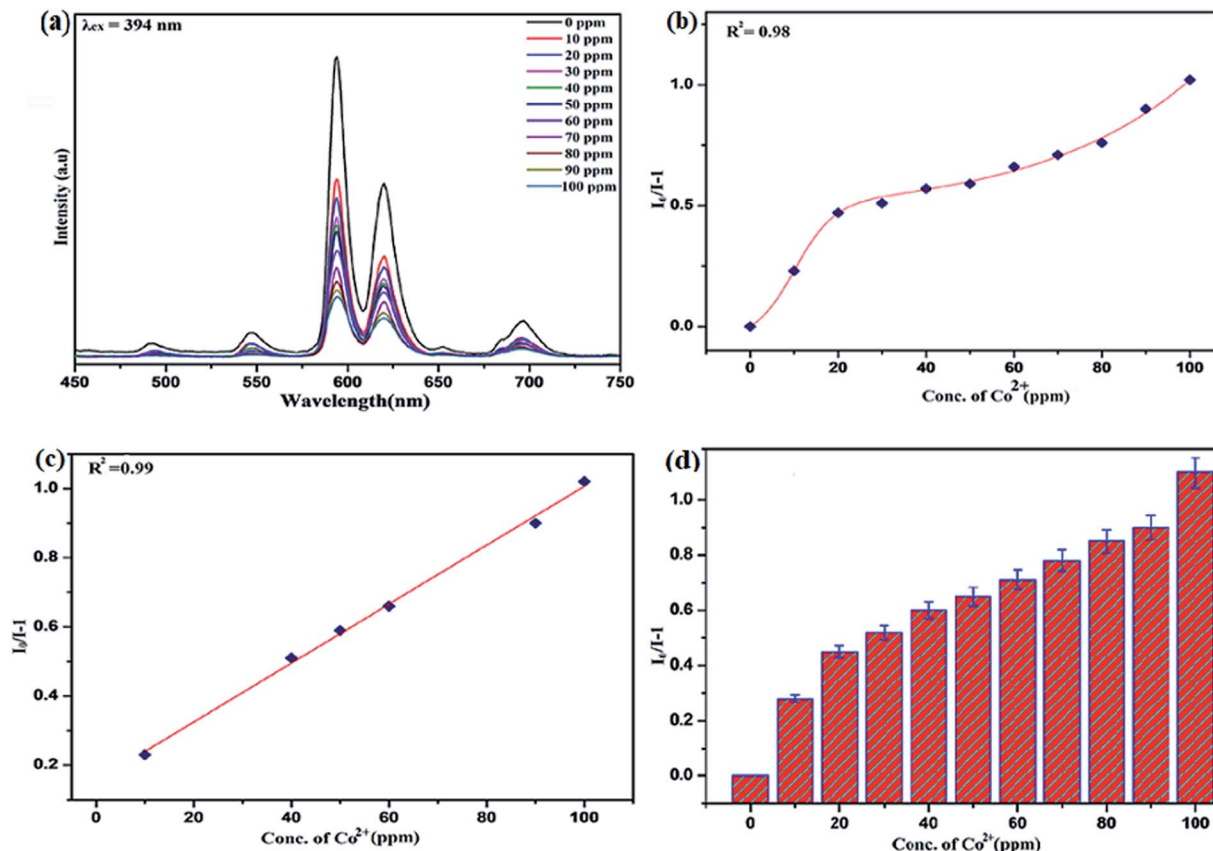 (a)
λex = 394 nm
0 ppm
10 ppm
20 ppm
30 ppm
40 ppm
50 ppm
60 ppm
70 ppm
80 ppm
90 ppm
100 ppm
Intensity (a.u)
450 500 550 600 650 700 750
Wavelength(nm)
(b)
R²= 0.98
1.0
0.5
0.0
I₀/I-1
0 20 40 60 80 100
Conc. of Co²⁺(ppm)
(c)
R²=0.99
1.0
0.8
0.6
0.4
0.2
I₀/I-1
0 20 40 60 80 100
Conc. of Co²⁺(ppm)
(d)
1.0
0.8
0.6
0.4
0.2
0.0
I₀/I-1
0 20 40 60 80 100
Conc. of Co²⁺(ppm)